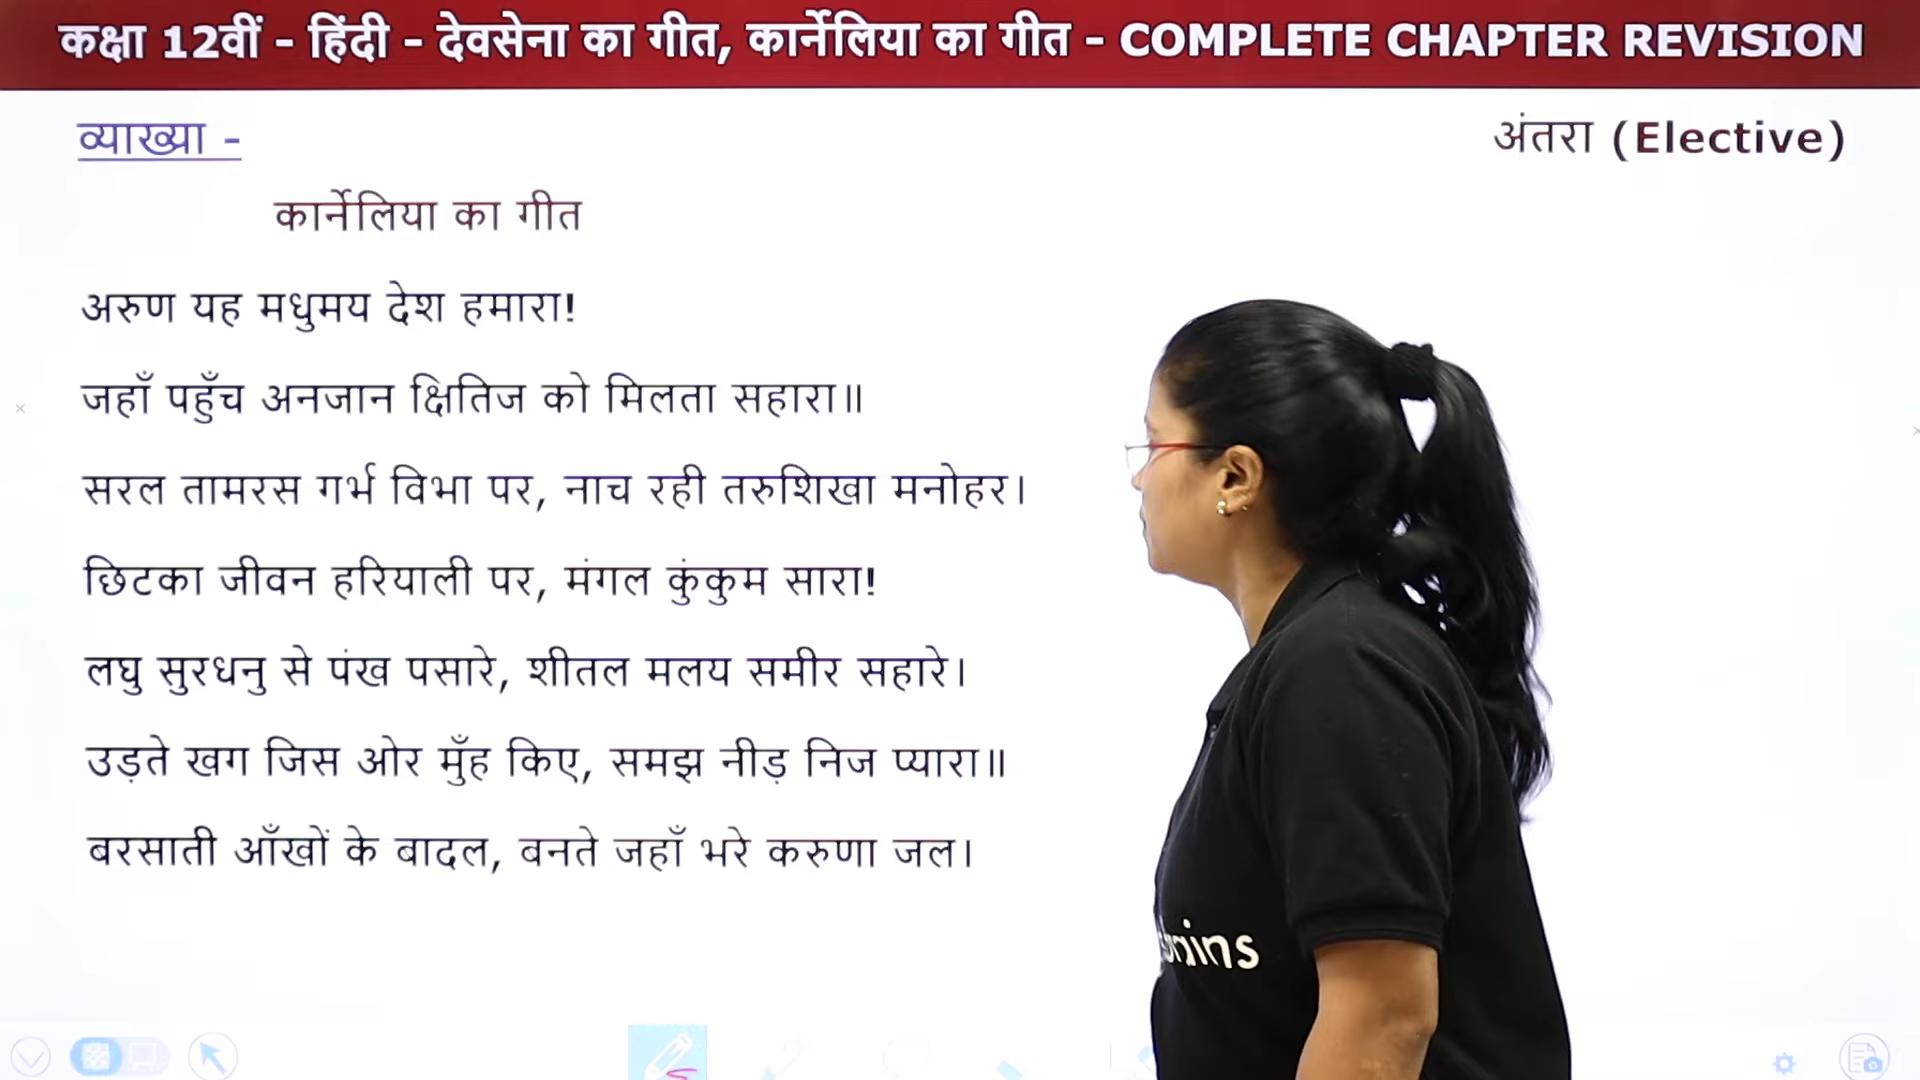 कक्षा 12वीं - हिंदी - देवसेना का गीत, कार्नेलिया का गीत - COMPLETE CHAPTER REVISION
व्याख्या -
अंतरा (Elective)
कार्नेलिया का गीत
अरुण यह मधुमय देश हमारा!
जहाँ पहुँच अनजान क्षितिज को मिलता सहारा॥
सरल तामरस गर्भ विभा पर, नाच रही तरुशिखा मनोहर।
छिटका जीवन हरियाली पर, मंगल कुंकुम सारा!
लघु सुरधनु से पंख पसारे, शीतल मलय समीर सहारे।
उड़ते खग जिस ओर मुँह किए, समझ नीड़ निज प्यारा॥
बरसाती आँखों के बादल, बनते जहाँ भरे करुणा जल।